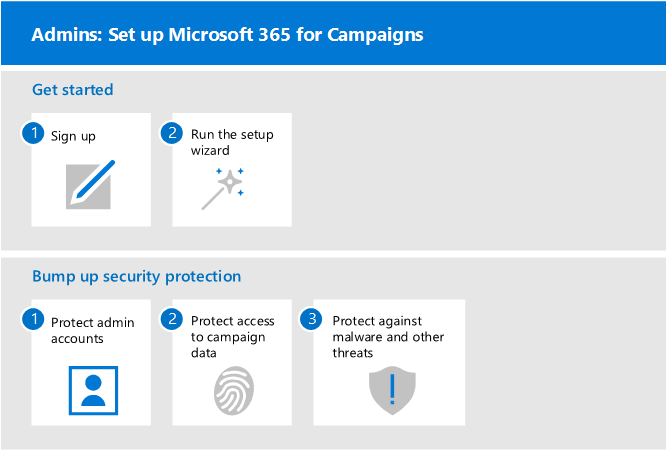 Admins: Set up Microsoft 365 for Campaigns
Get started
1
Sign up
2
Run the setup
wizard
Bump up security protection
1
Protect admin
accounts
2
Protect access
to campaign
data
3
Protect against
malware and other
threats